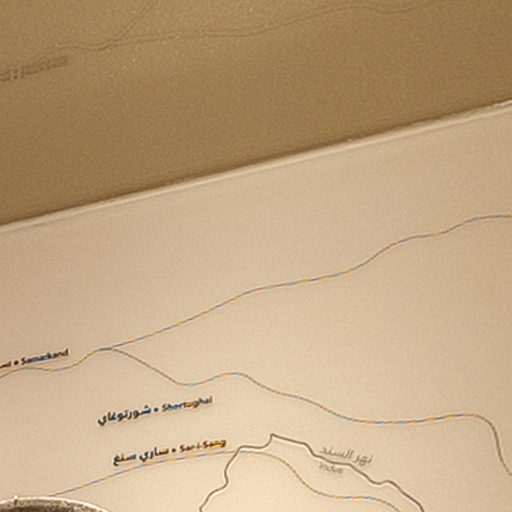 Samarkand
شورتوغاي • Shortughai
ساري سنغ • Sar-i-Sang
نهر السند
Indus